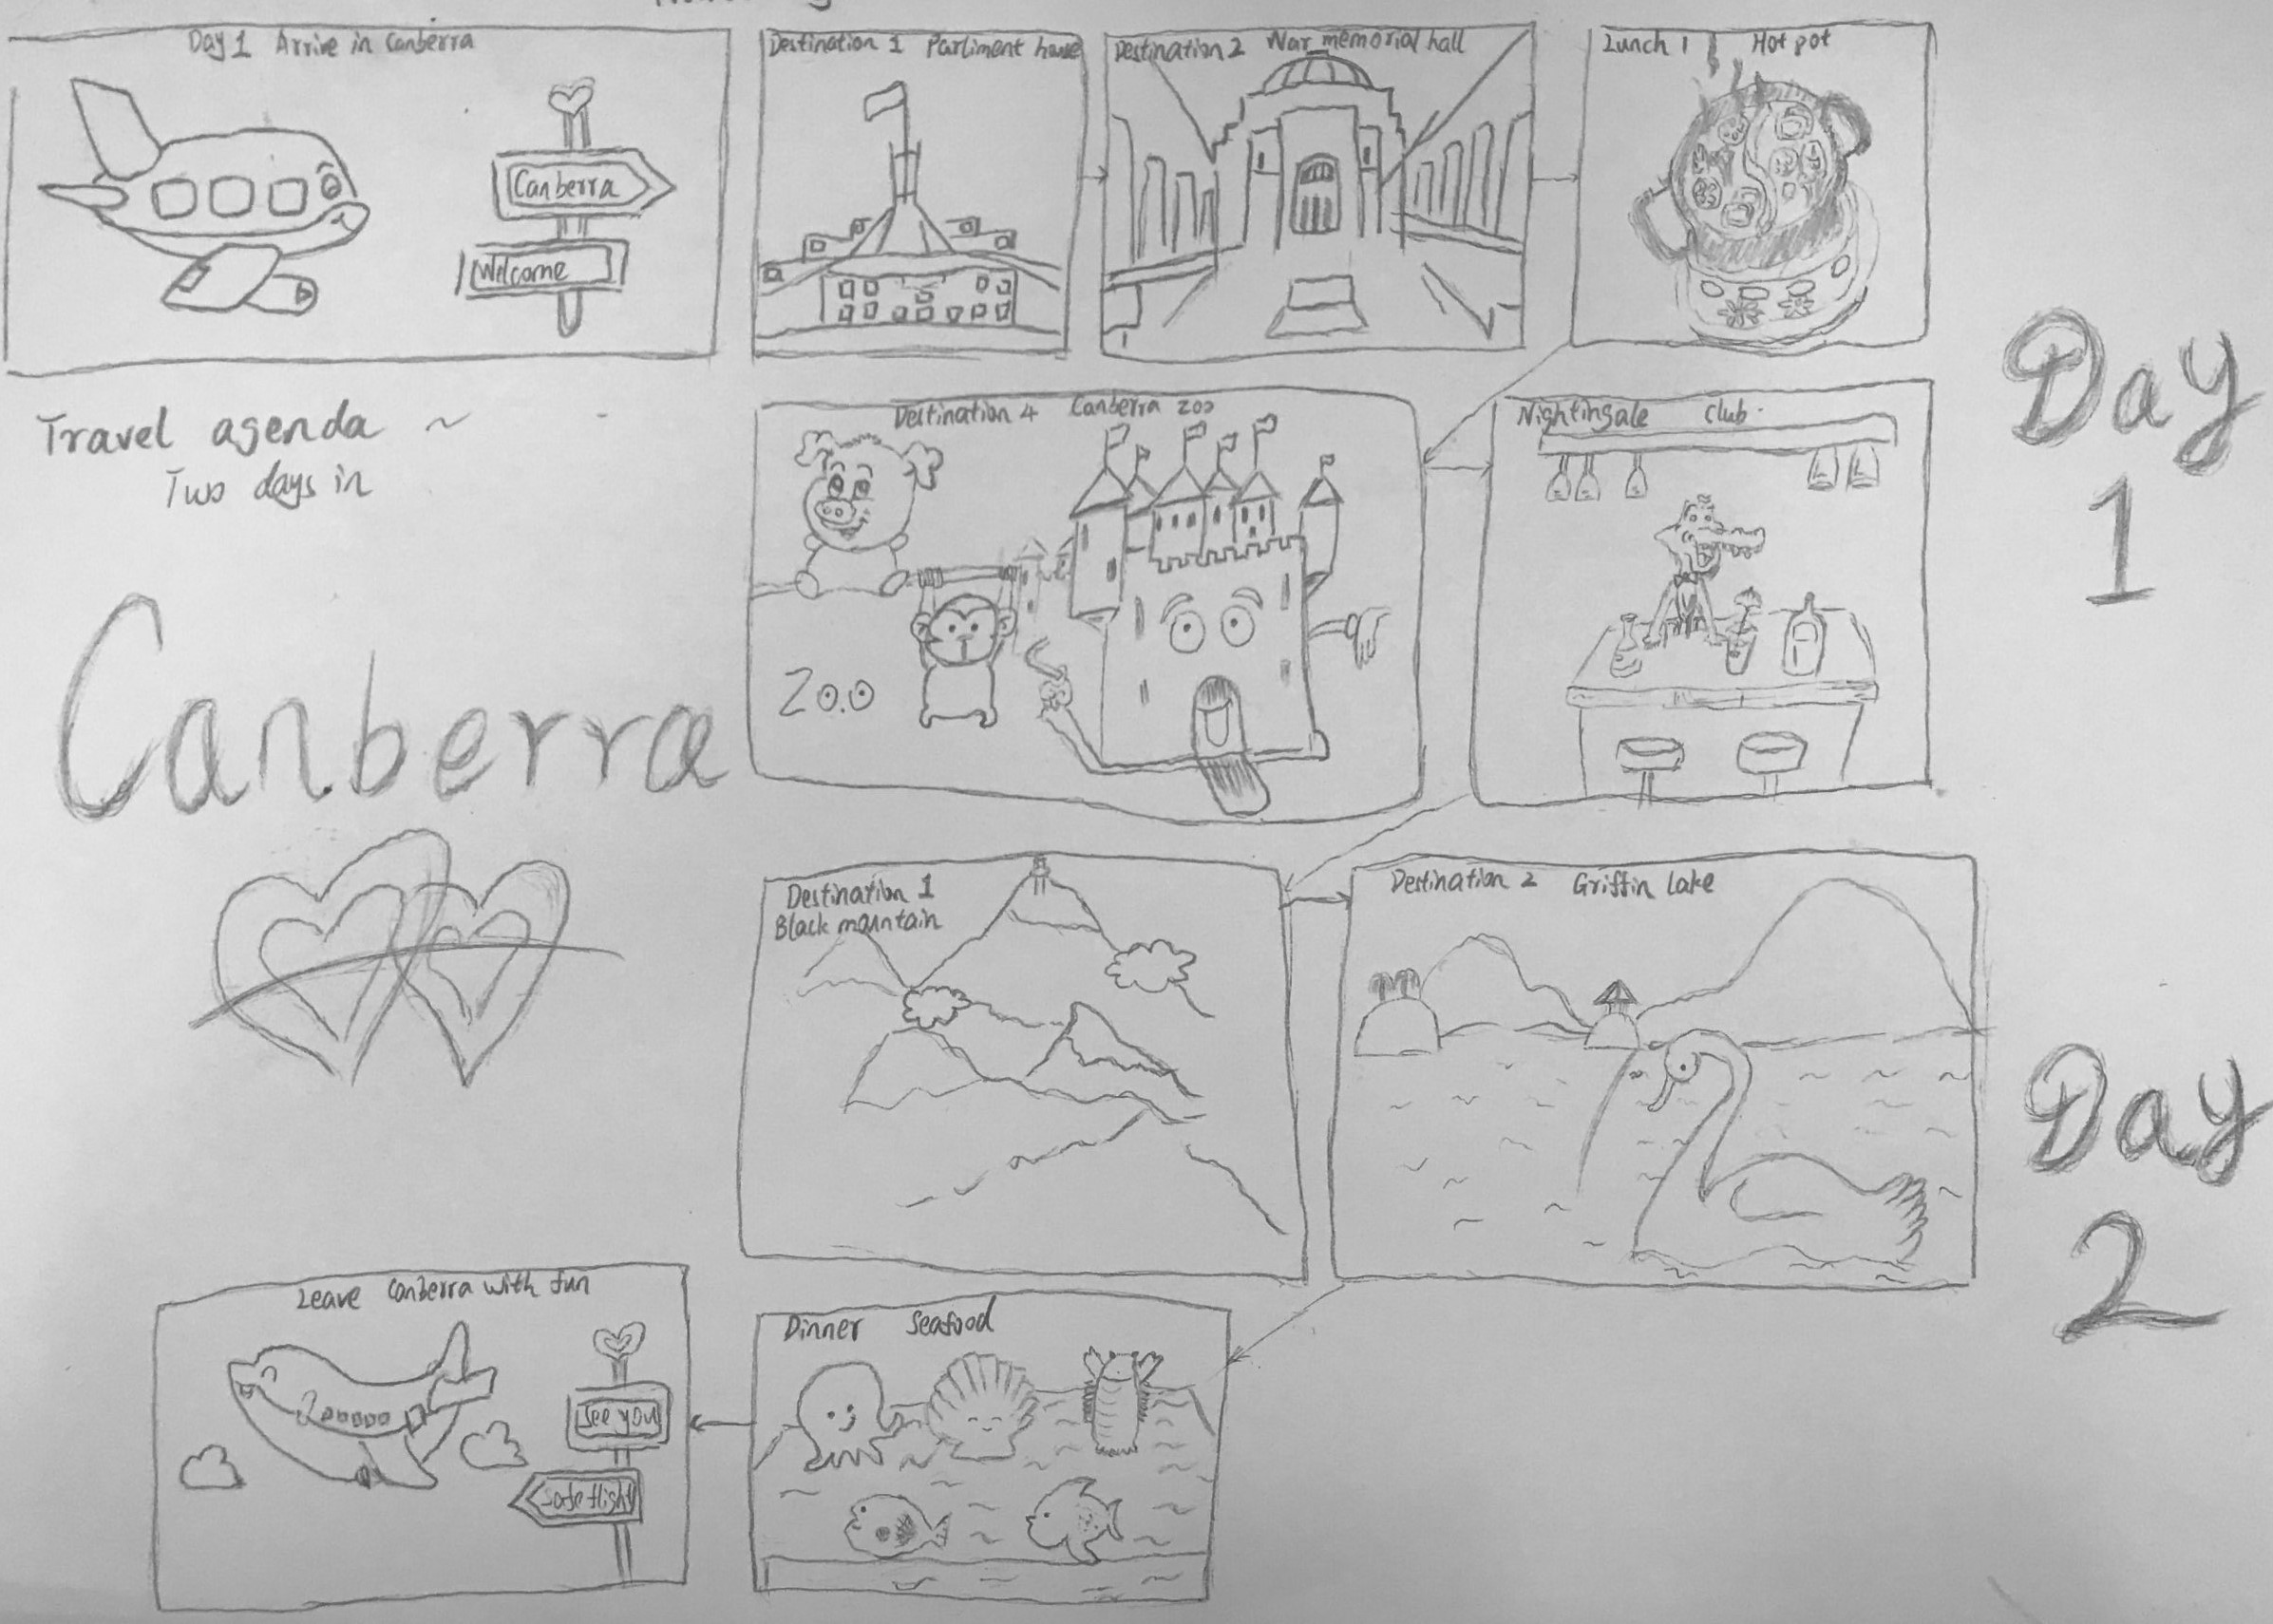 Day 1 Arrive in Canberra
Canberra
Welcome
Destination 1 Parliment house
Destination 2 War memorial hall
Lunch 1 Hot pot
Travel agenda ~
Two days in
Canberra
Destination 4 Canberra zoo
Zoo
Nightingale Club
Day
1
Destination 1
Black mountain
Destination 2 Griffin lake
Day
2
Dinner Seafood
Leave Canberra with fun
See you
Safe flight